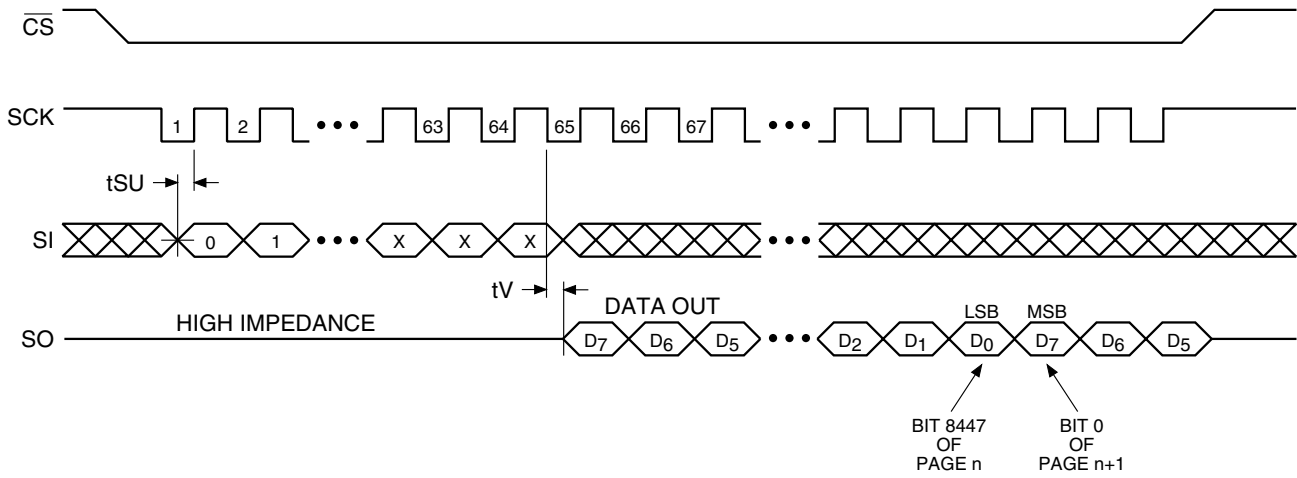 CS
SCK
1 2 ••• 63 64 65 66 67 •••
tSU
SI
0 1 ••• X X X •••
tV
HIGH IMPEDANCE
DATA OUT
LSB MSB
SO
D7 D6 D5 ••• D2 D1 D0 D7 D6 D5
BIT 8447
OF
PAGE n
BIT 0
OF
PAGE n+1